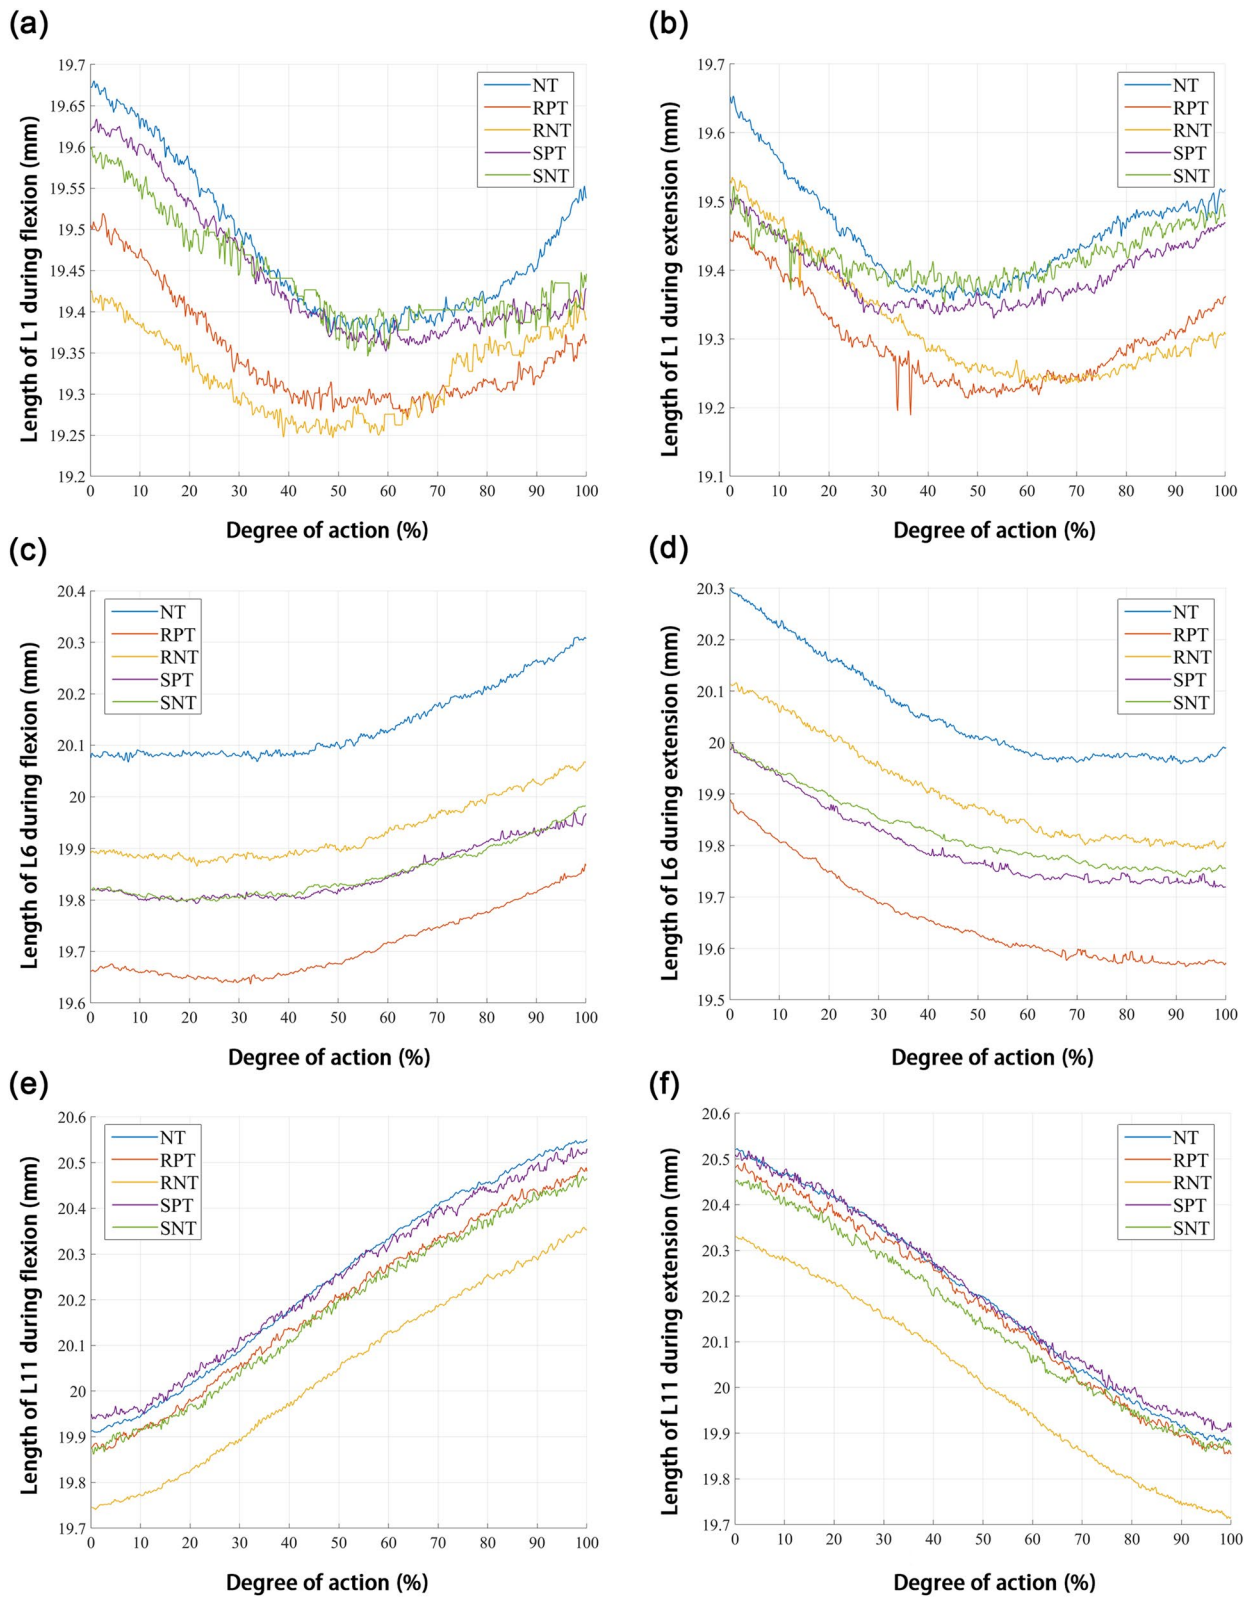 (a)
Length of L1 during flexion (mm)
19.7
19.65
19.6
19.55
19.5
19.45
19.4
19.35
19.3
19.25
19.2
NT
RPT
RNT
SPT
SNT
0 10 20 30 40 50 60 70 80 90 100
Degree of action (%)
(b)
Length of L1 during extension (mm)
19.7
19.6
19.5
19.4
19.3
19.2
19.1
NT
RPT
RNT
SPT
SNT
0 10 20 30 40 50 60 70 80 90 100
Degree of action (%)
(c)
Length of L6 during flexion (mm)
20.4
20.3
20.2
20.1
20
19.9
19.8
19.7
19.6
NT
RPT
RNT
SPT
SNT
0 10 20 30 40 50 60 70 80 90 100
Degree of action (%)
(d)
Length of L6 during extension (mm)
20.3
20.2
20.1
20
19.9
19.8
19.7
19.6
19.5
NT
RPT
RNT
SPT
SNT
0 10 20 30 40 50 60 70 80 90 100
Degree of action (%)
(e)
Length of L11 during flexion (mm)
20.6
20.5
20.4
20.3
20.2
20.1
20
19.9
19.8
19.7
NT
RPT
RNT
SPT
SNT
0 10 20 30 40 50 60 70 80 90 100
Degree of action (%)
(f)
Length of L11 during extension (mm)
20.6
20.5
20.4
20.3
20.2
20.1
20
19.9
19.8
19.7
NT
RPT
RNT
SPT
SNT
0 10 20 30 40 50 60 70 80 90 100
Degree of action (%)